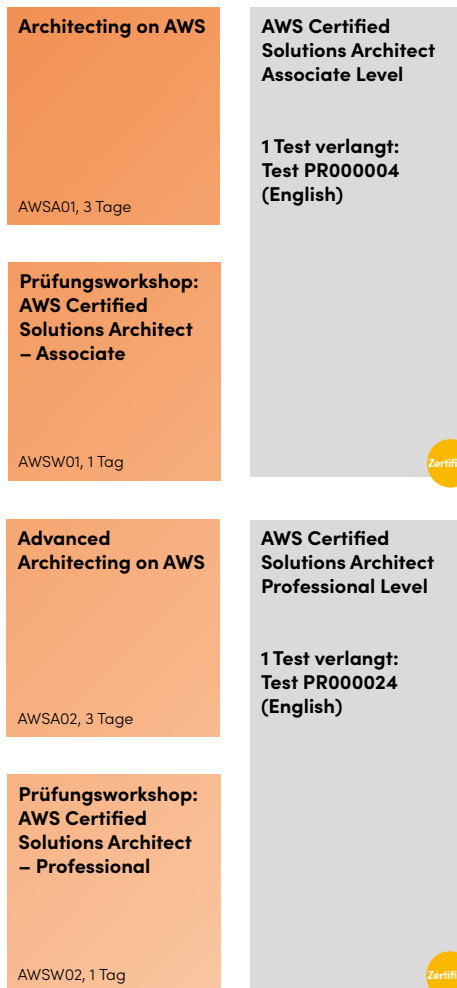 Architecting on AWS
AWSA01, 3 Tage
AWS Certified
Solutions Architect
Associate Level
1 Test verlangt:
Test PR000004
(English)
Prüfungsworkshop:
AWS Certified
Solutions Architect
– Associate
AWSW01, 1 Tag
Advanced
Architecting on AWS
AWSA02, 3 Tage
AWS Certified
Solutions Architect
Professional Level
1 Test verlangt:
Test PR000024
(English)
Prüfungsworkshop:
AWS Certified
Solutions Architect
– Professional
AWSW02, 1 Tag